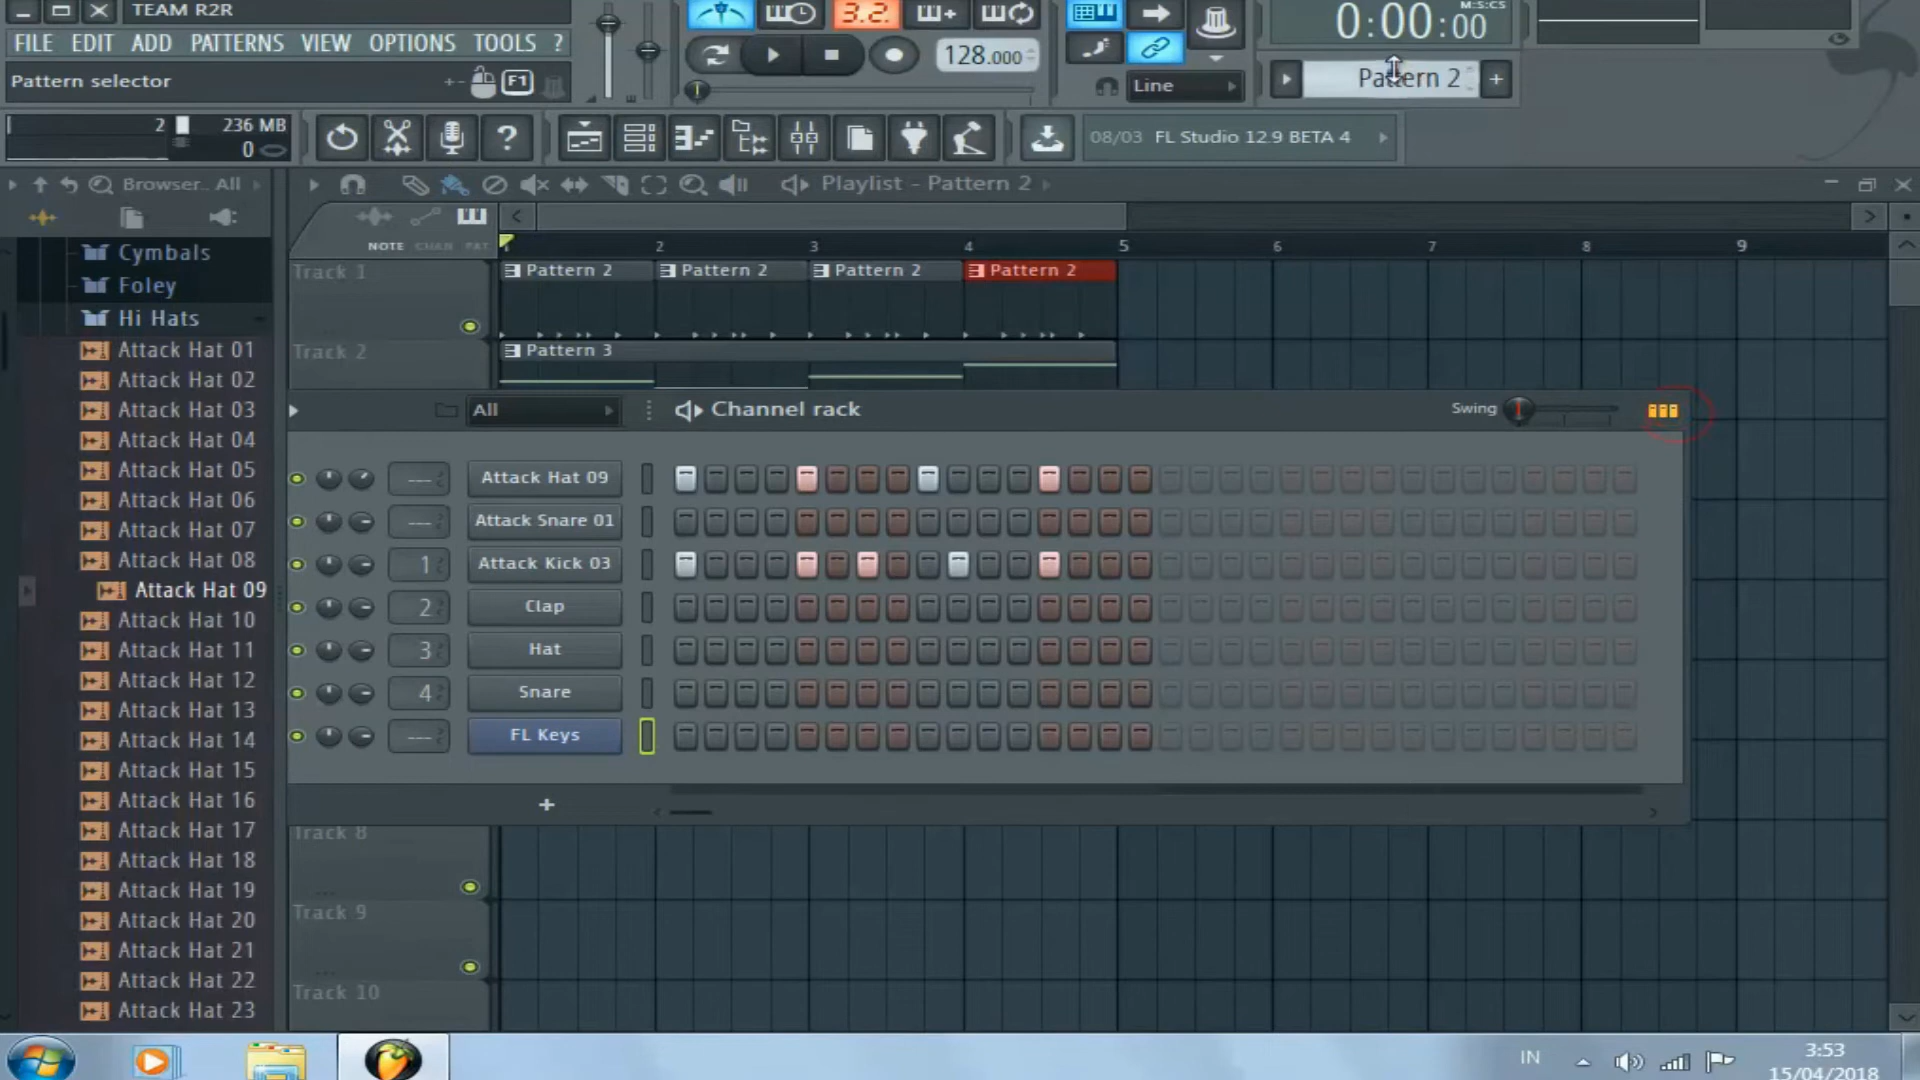 TEAM R2R
FILE EDIT ADD PATTERNS VIEW OPTIONS TOOLS ?
3.2.
128.000
0:00:00
M:S:CS
Pattern selector
F1
Line
Pattern 2
+
2
236 MB
0
?
08/03 FL Studio 12.9 BETA 4
Browser.. All
Playlist - Pattern 2
NOTE CHAN PAT
2 3 4 5 6 7 8 9
Cymbals
Foley
Hi Hats
Attack Hat 01
Attack Hat 02
Attack Hat 03
Attack Hat 04
Attack Hat 05
Attack Hat 06
Attack Hat 07
Attack Hat 08
Attack Hat 09
Attack Hat 10
Attack Hat 11
Attack Hat 12
Attack Hat 13
Attack Hat 14
Attack Hat 15
Attack Hat 16
Attack Hat 17
Attack Hat 18
Attack Hat 19
Attack Hat 20
Attack Hat 21
Attack Hat 22
Attack Hat 23
Track 1
Pattern 2 Pattern 2 Pattern 2 Pattern 2
Track 2
Pattern 3
All
Channel rack
Swing
--- Attack Hat 09
--- Attack Snare 01
1 Attack Kick 03
2 Clap
3 Hat
4 Snare
--- FL Keys
+
Track 8
Track 9
Track 10
IN
3:53
15/04/2018